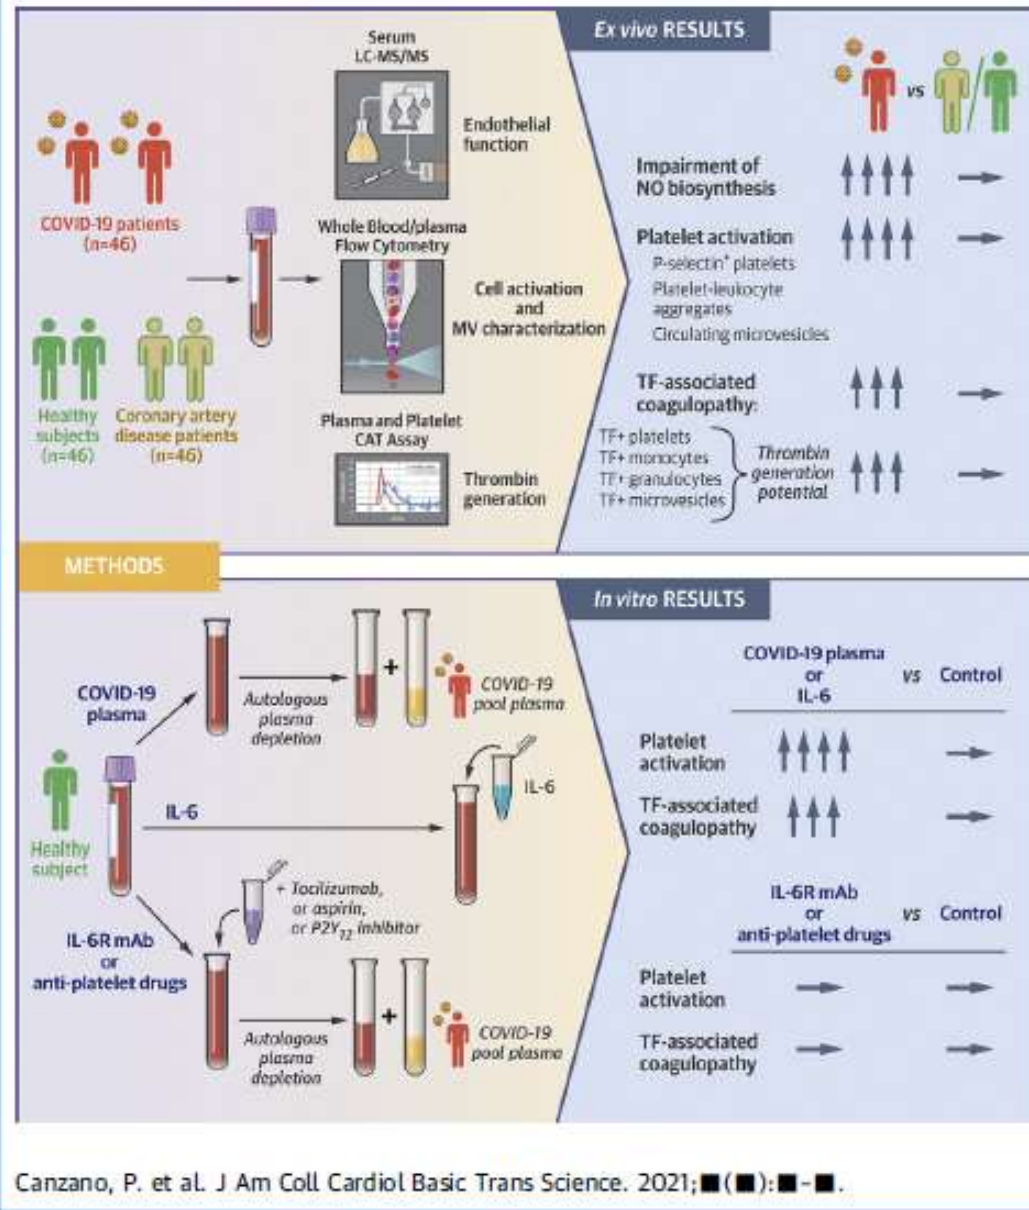 Serum
LC-MS/MS
Endothelial
function
COVID-19 patients
(n=46)
Whole Blood/plasma
Flow Cytometry
Cell activation
and
MV characterization
Healthy
subjects
(n=46)
Coronary artery
disease patients
(n=46)
Plasma and Platelet
CAT Assay
Thrombin
generation
Ex vivo RESULTS
vs
Impairment of
NO biosynthesis
Platelet activation
P-selectin+ platelets
Platelet-leukocyte
aggregates
Circulating microvesicles
TF-associated
coagulopathy:
TF+ platelets
TF+ monocytes
TF+ granulocytes
TF+ microvesicles
Thrombin
generation
potential
METHODS
COVID-19
plasma
Autologous
plasma
depletion
+
COVID-19
pool plasma
Healthy
subject
IL-6
IL-6
+ Tocilizumab,
or aspirin,
or P2Y12 inhibitor
IL-6R mAb
or
anti-platelet drugs
Autologous
plasma
depletion
+
COVID-19
pool plasma
In vitro RESULTS
COVID-19 plasma
or
IL-6
vs Control
Platelet
activation
TF-associated
coagulopathy
IL-6R mAb
or
anti-platelet drugs
vs Control
Platelet
activation
TF-associated
coagulopathy
Canzano, P. et al. J Am Coll Cardiol Basic Trans Science. 2021;■(■):■-■.